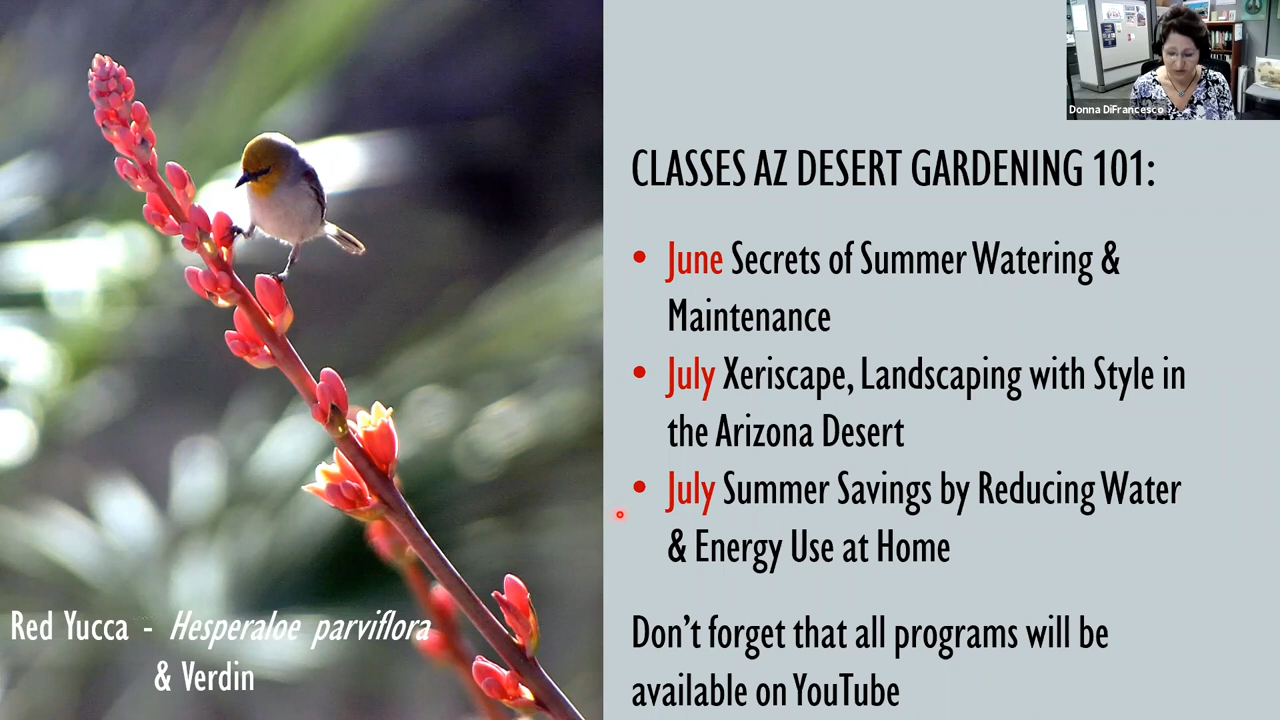 Donna DiFrancesco
CLASSES AZ DESERT GARDENING 101:
• June Secrets of Summer Watering &
Maintenance
• July Xeriscape, Landscaping with Style in
the Arizona Desert
• July Summer Savings by Reducing Water
& Energy Use at Home
Don’t forget that all programs will be
available on YouTube
Red Yucca - Hesperaloe parviflora
& Verdin